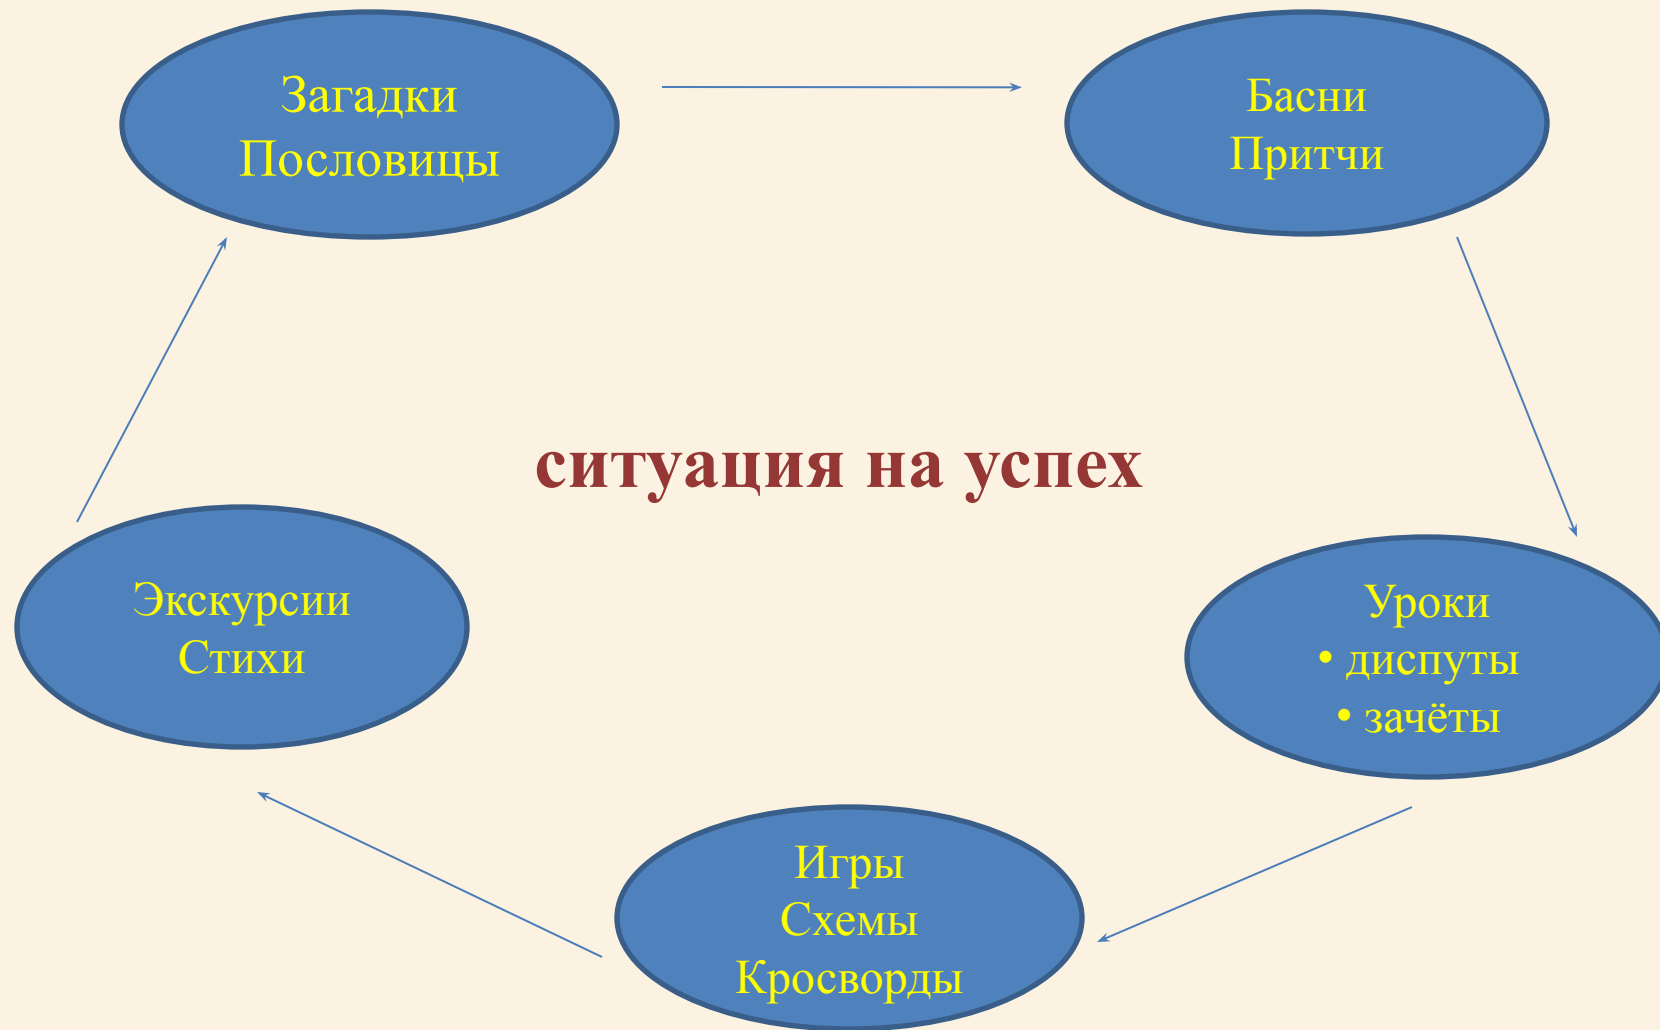 Загадки
Пословицы
Басни
Притчи
ситуация на успех
Экскурсии
Стихи
Уроки
• диспуты
• зачёты
Игры
Схемы
Кросворды